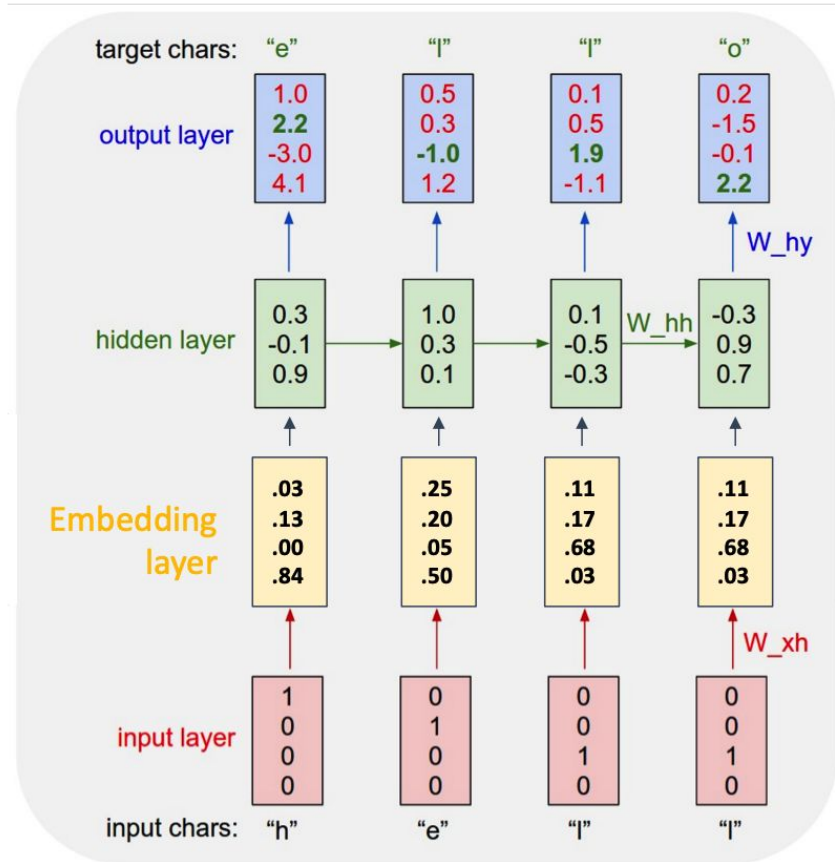 target chars: “e” “l” “l” “o”
1.0 0.5 0.1 0.2
2.2 0.3 0.5 -1.5
output layer
-3.0 -1.0 1.9 -0.1
4.1 1.2 -1.1 2.2
W_hy
0.3 1.0 0.1 -0.3
W_hh
hidden layer -0.1 0.3 -0.5 0.9
0.9 0.1 -0.3 0.7
.03 .25 .11 .11
.13 .20 .17 .17
Embedding
.00 .05 .68 .68
layer
.84 .50 .03 .03
W_xh
1 0 0 0
0 1 0 0
input layer
0 0 1 1
0 0 0 0
input chars: “h” “e” “l” “l”